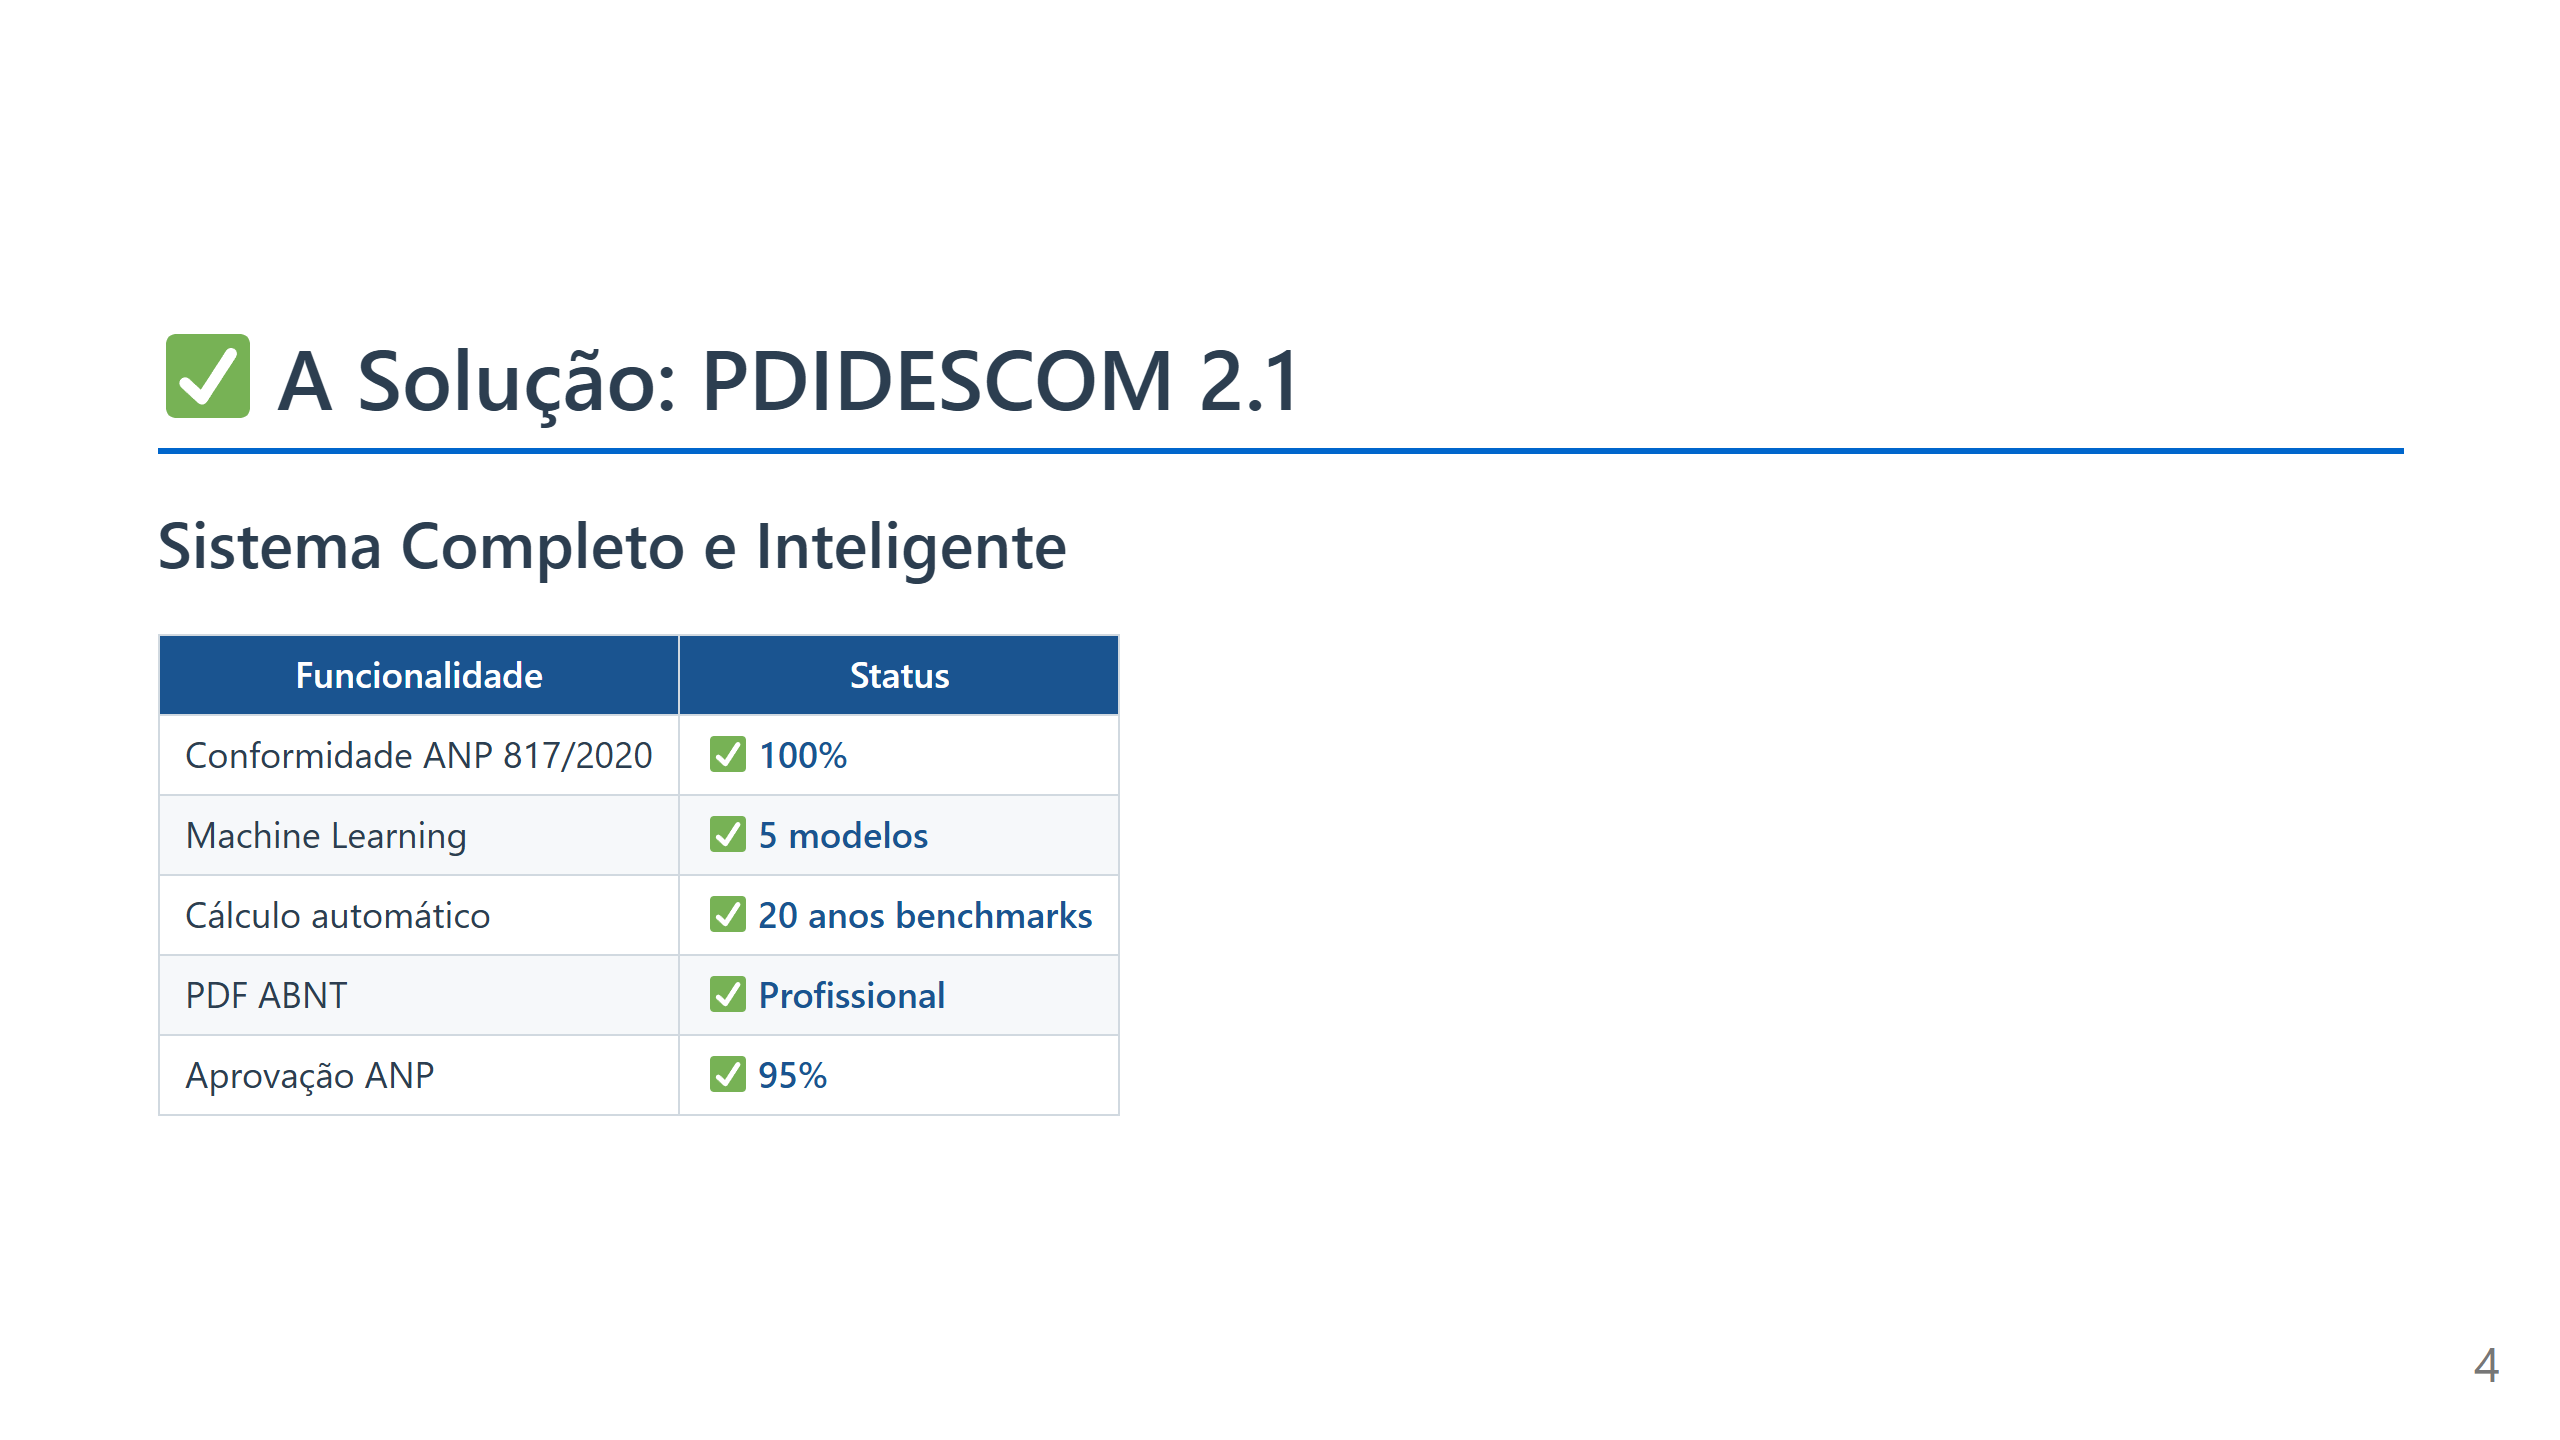 ✅ A Solução: PDIDESCOM 2.1
Sistema Completo e Inteligente
Funcionalidade Status
Conformidade ANP 817/2020 ✅ 100%
Machine Learning ✅ 5 modelos
Cálculo automático ✅ 20 anos benchmarks
PDF ABNT ✅ Profissional
Aprovação ANP ✅ 95%
4